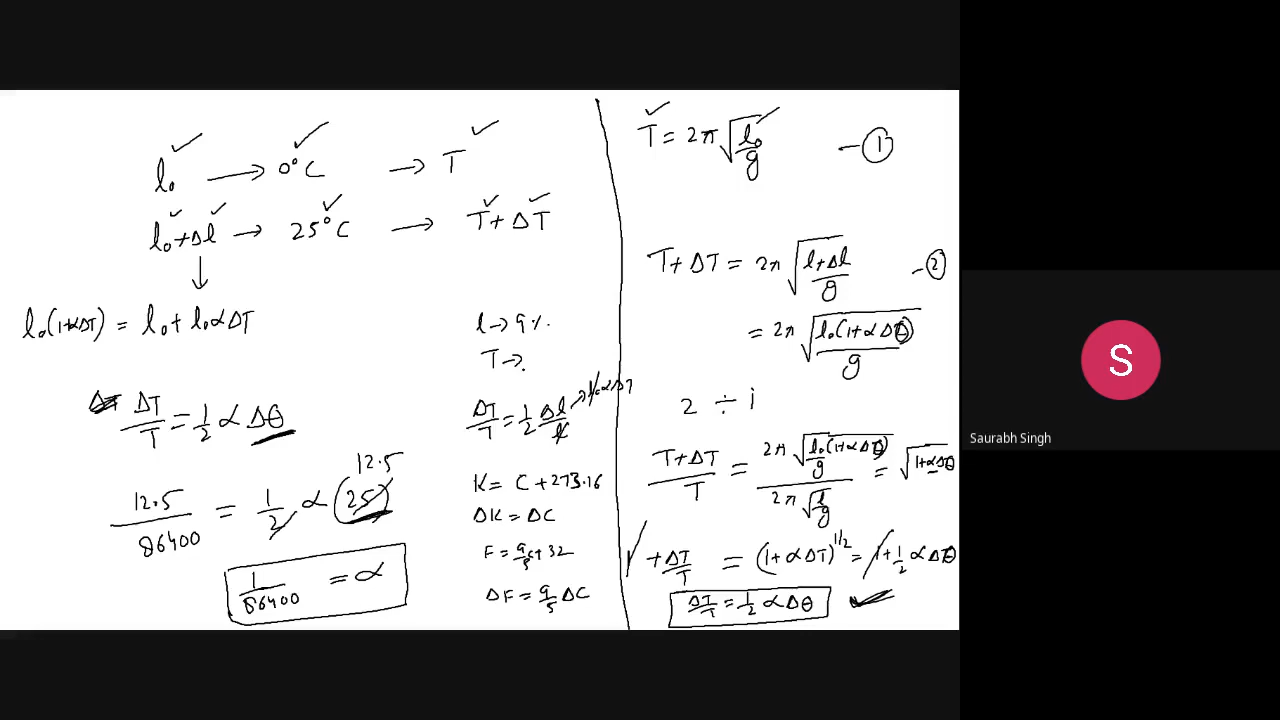 l₀ → 0°C → T
l₀+Δl → 25°C → T+ΔT
↓
l₀(1+αΔT) = l₀ + l₀αΔT
ΔT/T = 1/2 α Δθ
12.5
12.5/86400 = 1/2 α (25)
1/86400 = α
l → 9%.
T →
ΔT/T = 1/2 Δl/l → l₀αΔT
K = C + 273.16
ΔK = ΔC
F = 9/5 C + 32
ΔF = 9/5 ΔC
T = 2π √(l₀/g) — ①
T + ΔT = 2π √((l+Δl)/g) — ②
= 2π √(l₀(1+αΔθ)/g)
2 ÷ 1
(T+ΔT)/T = 2π √(l₀(1+αΔθ)/g) / 2π √(l/g) = √(1+αΔθ)
1 + ΔT/T = (1+αΔT)^1/2 = 1 + 1/2 αΔθ
ΔT/T = 1/2 αΔθ
S
Saurabh Singh